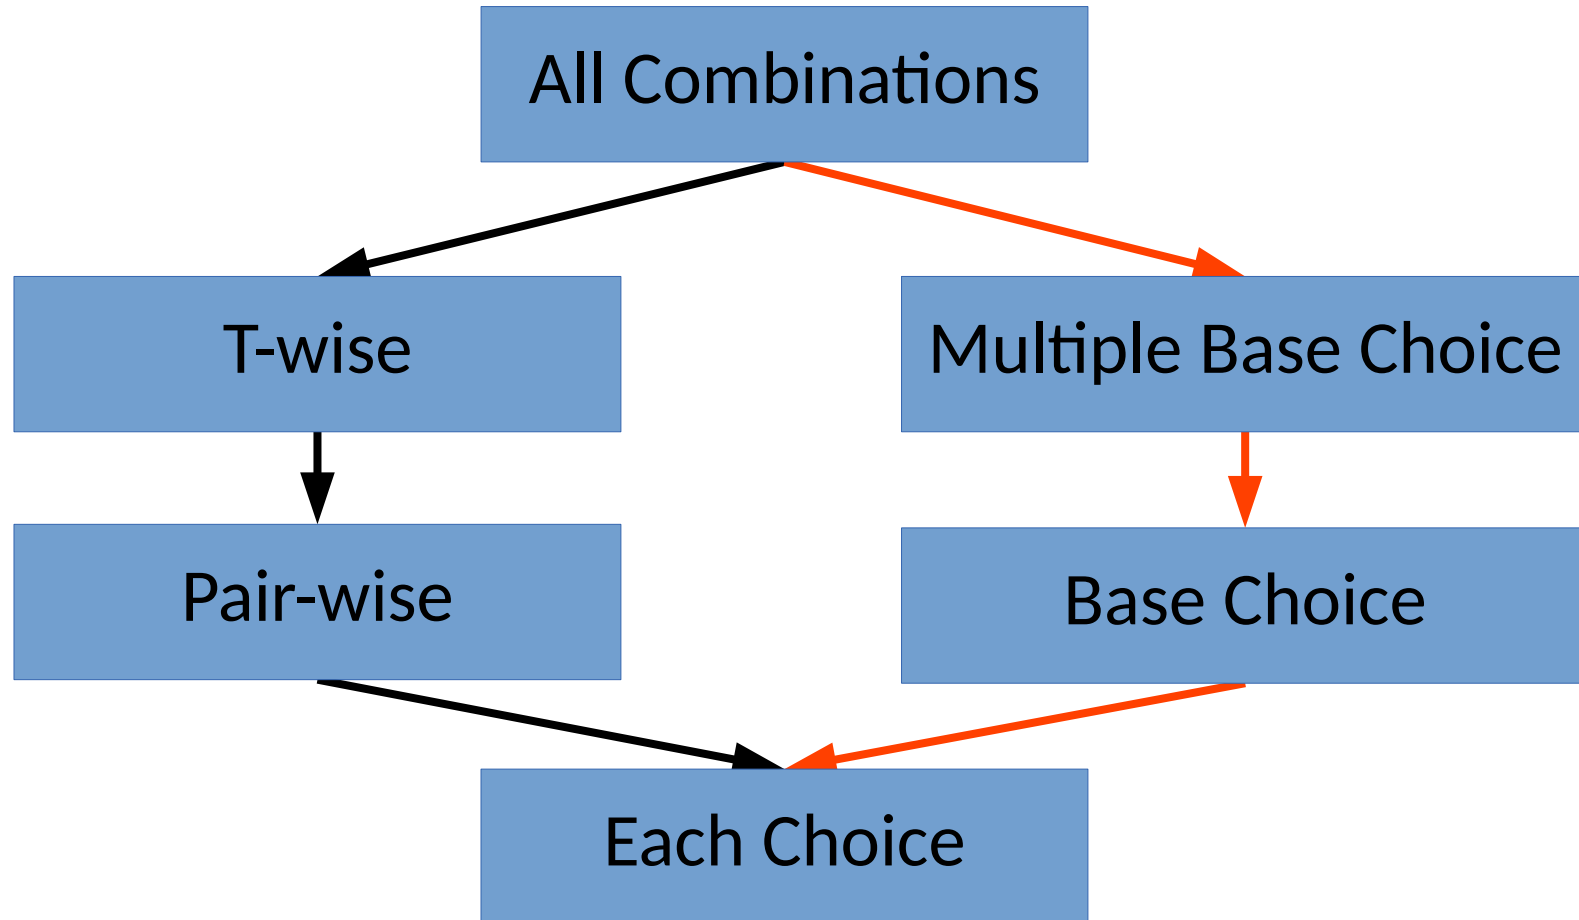 All Combinations
T-wise
Multiple Base Choice
Pair-wise
Base Choice
Each Choice